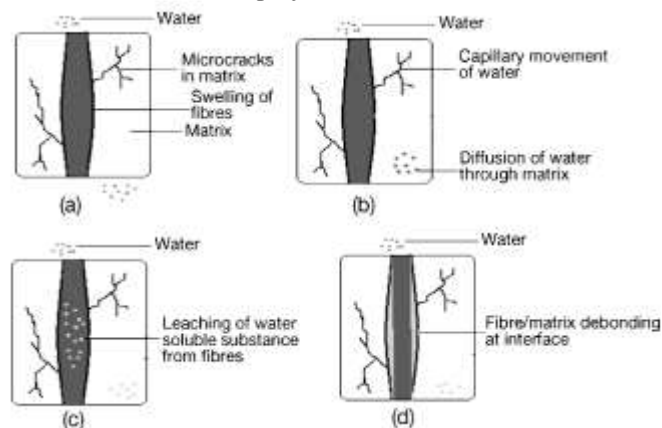 Water
Microcracks
in matrix
Swelling of
fibres
Matrix
(a)
Water
Capillary movement
of water
Diffusion of water
through matrix
(b)
Water
Leaching of water
soluble substance
from fibres
(c)
Water
Fibre/matrix debonding
at interface
(d)